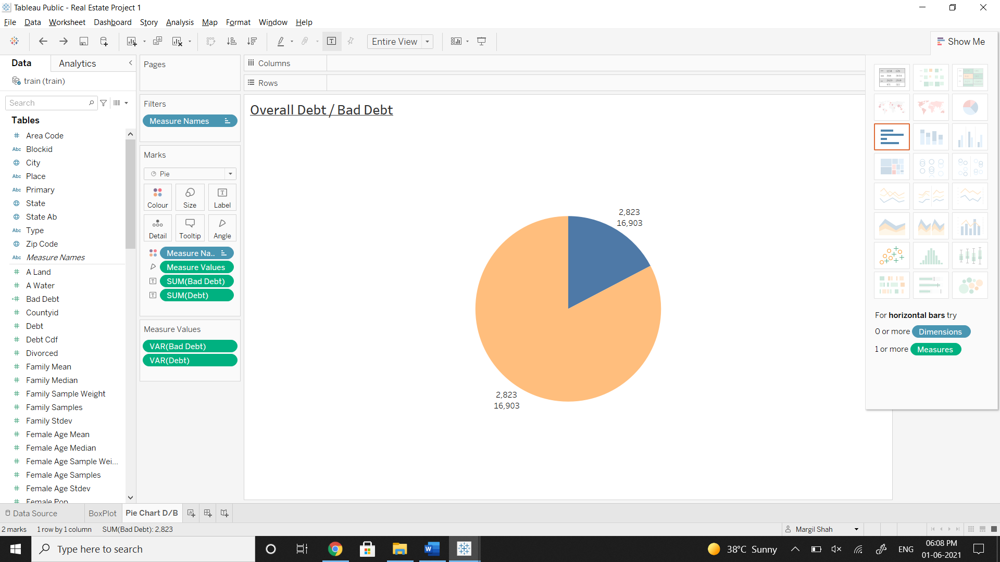 Tableau Public - Real Estate Project 1
File Data Worksheet Dashboard Story Analysis Map Format Window Help
Entire View
Show Me
Data Analytics
train (train)
Search
Tables
Area Code
Abc Blockid
City
Abc Place
Abc Primary
State
State Ab
Abc Type
Zip Code
Abc Measure Names
A Land
A Water
Bad Debt
Countyid
Debt
Debt Cdf
Divorced
Family Mean
Family Median
Family Sample Weight
Family Samples
Family Stdev
Female Age Mean
Female Age Median
Female Age Sample Wei...
Female Age Samples
Female Age Stdev
Female Pop
Pages
Filters
Measure Names
Marks
Pie
Colour Size Label
Detail Tooltip Angle
Measure Na..
Measure Values
SUM(Bad Debt)
SUM(Debt)
Measure Values
VAR(Bad Debt)
VAR(Debt)
Columns
Rows
Overall Debt / Bad Debt
2,823
16,903
2,823
16,903
For horizontal bars try
0 or more Dimensions
1 or more Measures
Data Source BoxPlot Pie Chart D/B
2 marks 1 row by 1 column SUM(Bad Debt): 2,823
Margil Shah
Type here to search
38°C Sunny
ENG
06:08 PM
01-06-2021